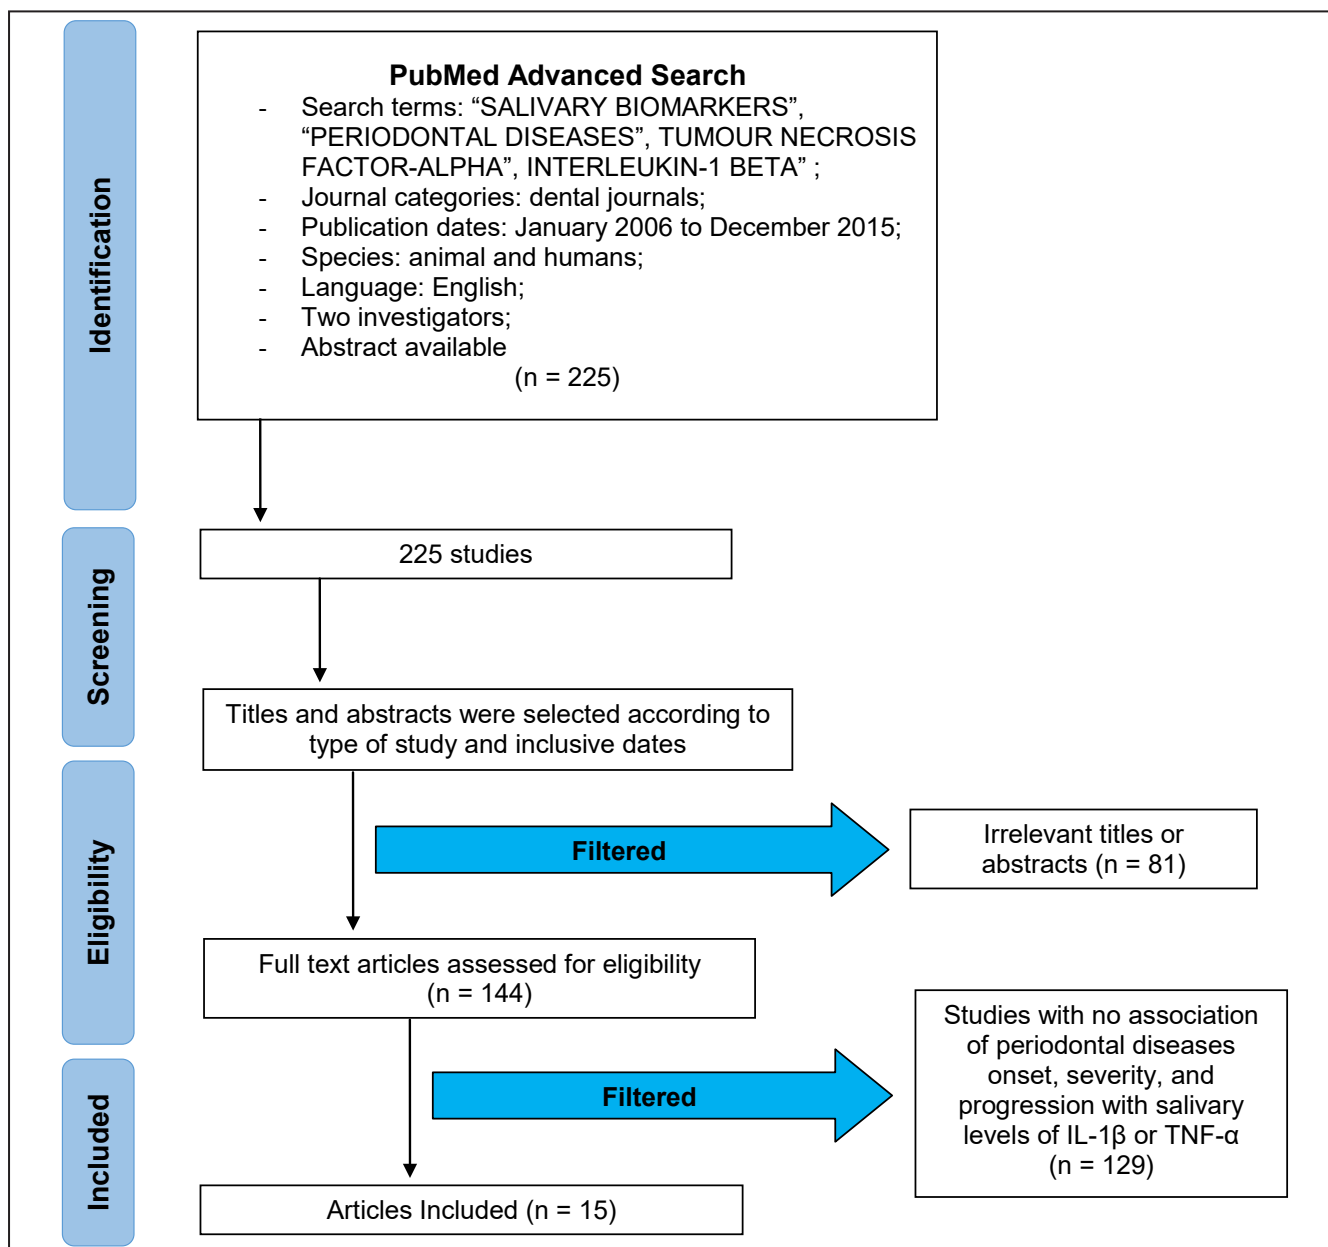 Identification
PubMed Advanced Search
- Search terms: “SALIVARY BIOMARKERS”,
“PERIODONTAL DISEASES”, TUMOUR NECROSIS
FACTOR-ALPHA”, INTERLEUKIN-1 BETA” ;
- Journal categories: dental journals;
- Publication dates: January 2006 to December 2015;
- Species: animal and humans;
- Language: English;
- Two investigators;
- Abstract available
(n = 225)
Screening
225 studies
Titles and abstracts were selected according to
type of study and inclusive dates
Eligibility
Filtered
Irrelevant titles or
abstracts (n = 81)
Full text articles assessed for eligibility
(n = 144)
Included
Filtered
Studies with no association
of periodontal diseases
onset, severity, and
progression with salivary
levels of IL-1β or TNF-α
(n = 129)
Articles Included (n = 15)